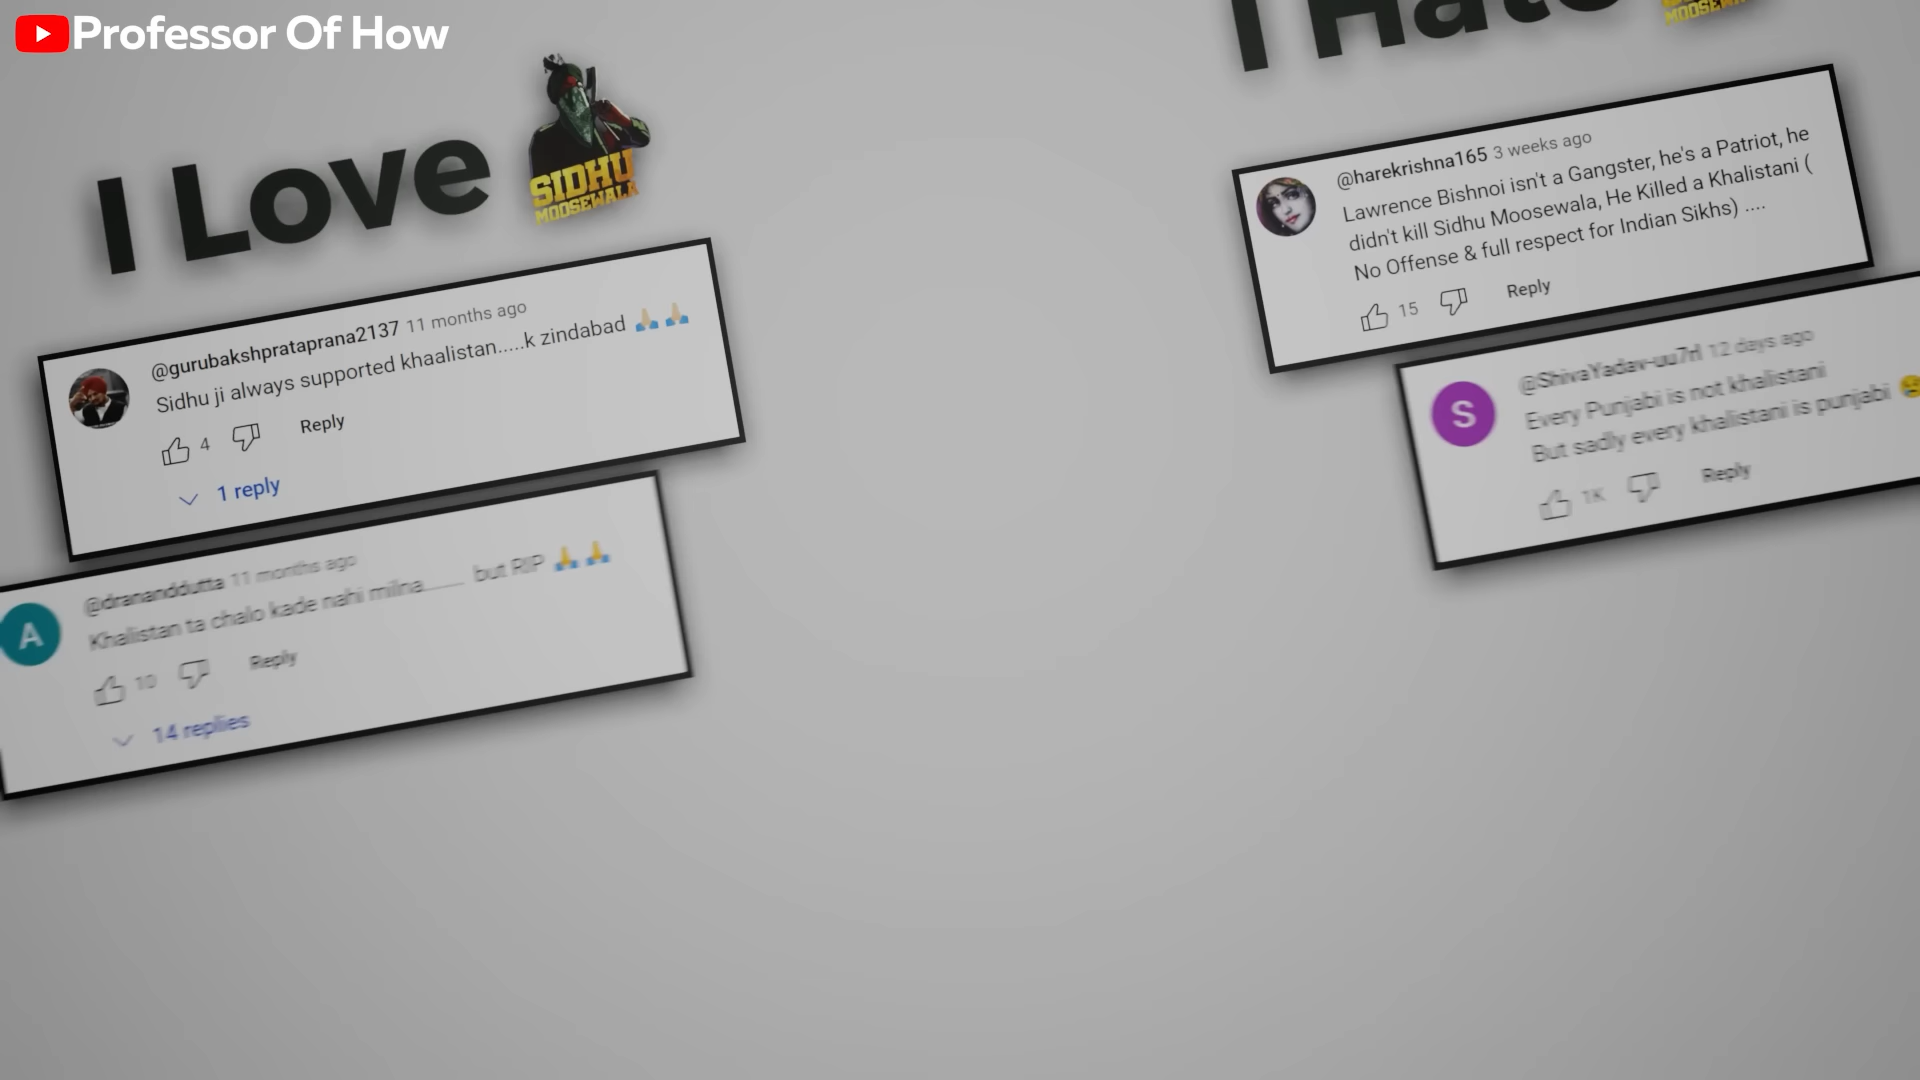 Professor Of How
I Love
SIDHU
MOOSEWALA
@gurubakshprataprana2137 11 months ago
Sidhu ji always supported khaalistan.....k zindabad
4 Reply
1 reply
A
@drananddutta 11 months ago
Khalistan ta chalo kade nahi milna....... but RIP
10 Reply
14 replies
I Hate
@harekrishna165 3 weeks ago
Lawrence Bishnoi isn't a Gangster, he's a Patriot, he
didn't kill Sidhu Moosewala, He Killed a Khalistani (
No Offense & full respect for Indian Sikhs) ....
15 Reply
S
@ShivaYadav-uu7rl 12 days ago
Every Punjabi is not khalistani
But sadly every khalistani is punjabi
1K Reply